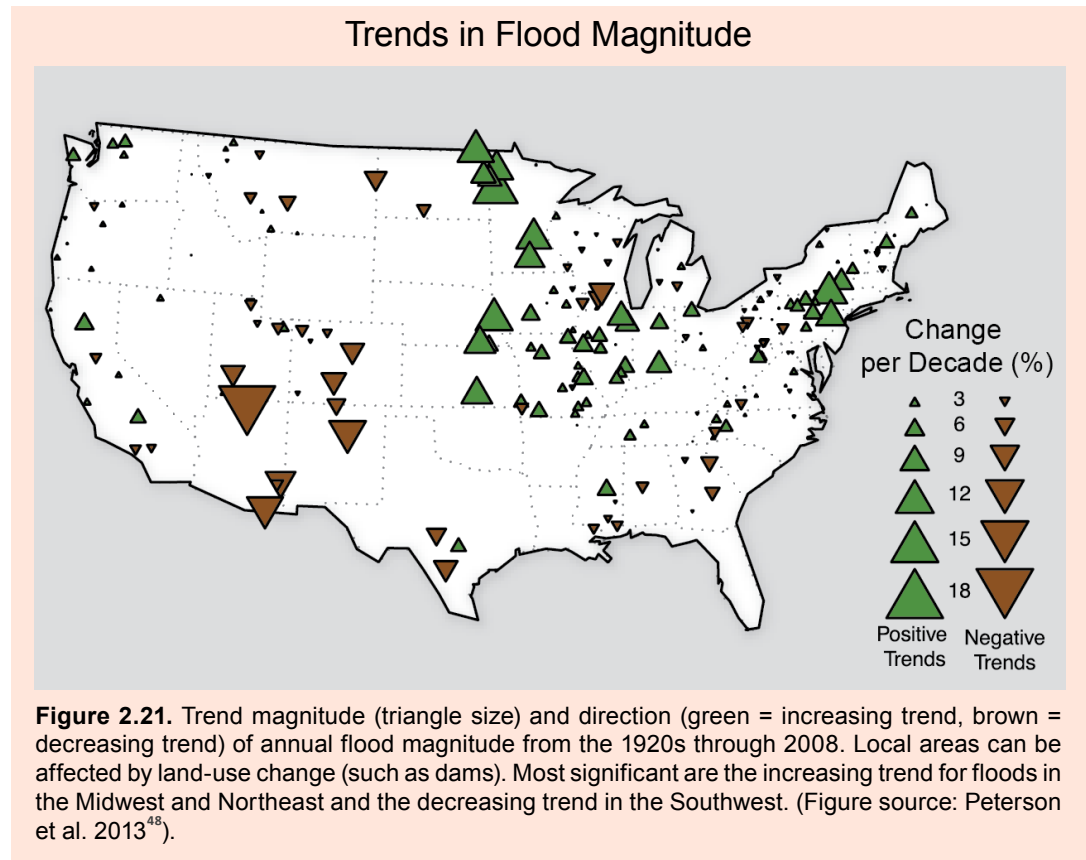 Trends in Flood Magnitude
Change
per Decade (%)
3
6
9
12
15
18
Positive Trends
Negative Trends
Figure 2.21. Trend magnitude (triangle size) and direction (green = increasing trend, brown =
decreasing trend) of annual flood magnitude from the 1920s through 2008. Local areas can be
affected by land-use change (such as dams). Most significant are the increasing trend for floods in
the Midwest and Northeast and the decreasing trend in the Southwest. (Figure source: Peterson
et al. 2013⁴⁸).